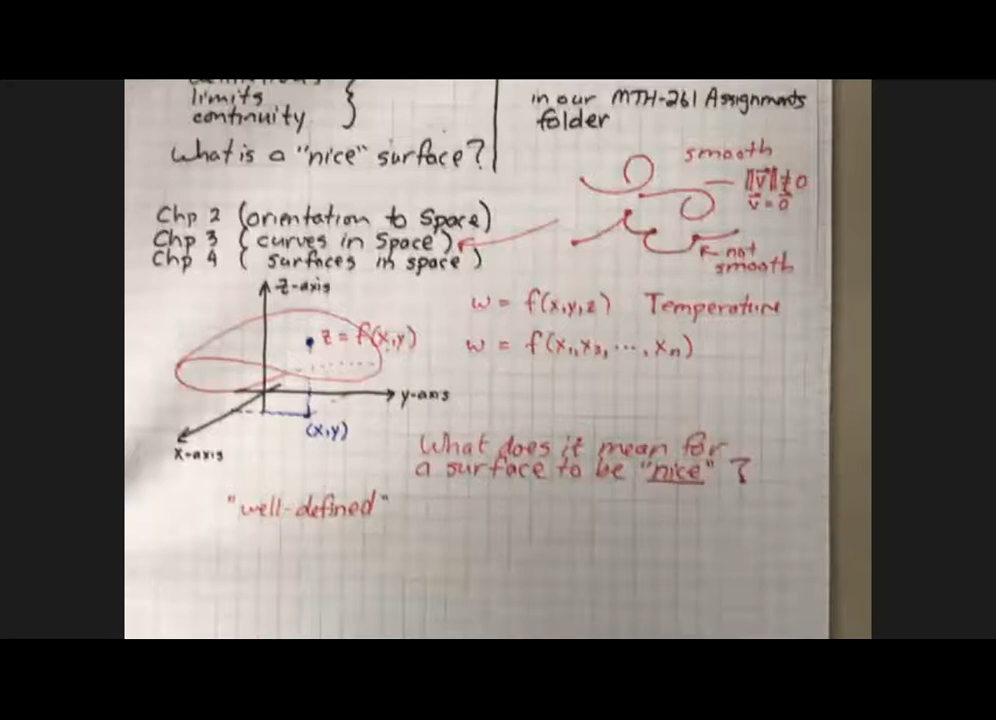 limits
continuity
What is a "nice" surface?
in our MTH-261 Assignments
folder
smooth
‖v⃗‖ ≠ 0
v⃗ = 0⃗
not
smooth
Chp 2 (orientation to Space)
Chp 3 (curves in Space)
Chp 4 (surfaces in space)
z-axis
z = f(x,y)
y-axis
(x,y)
x-axis
w = f(x,y,z) Temperature
w = f(x₁,x₂, ..., xₙ)
What does it mean for
a surface to be "nice"?
"well-defined"